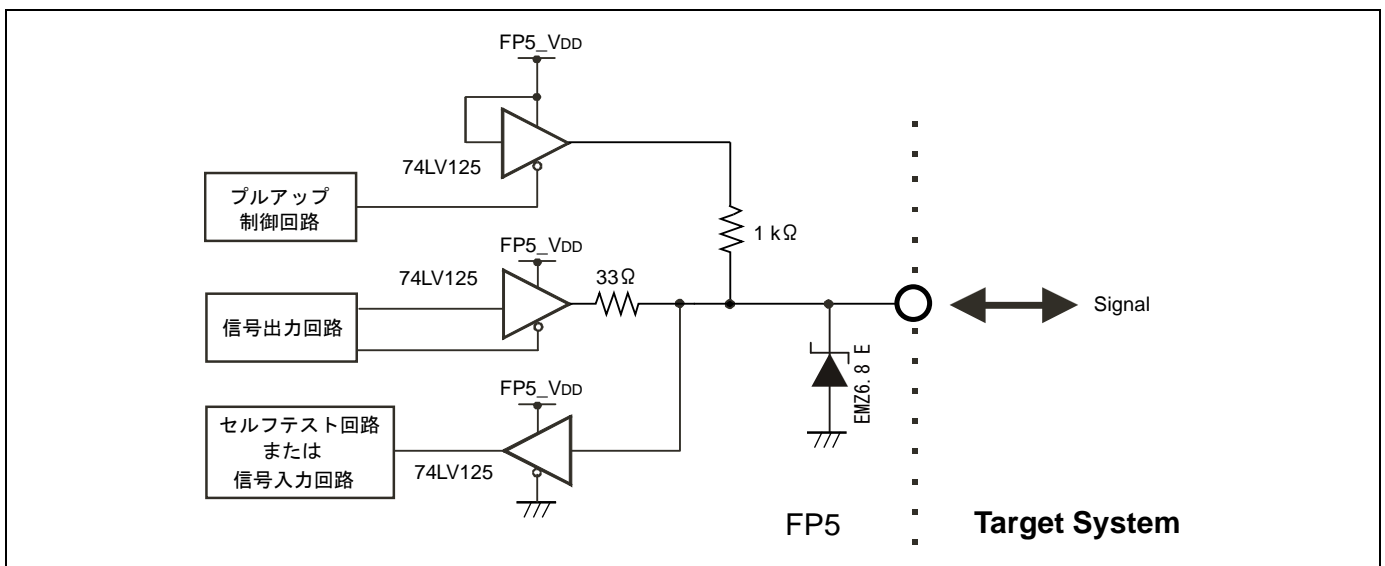 FP5_VDD
74LV125
プルアップ
制御回路
1 kΩ
FP5_VDD
74LV125
33Ω
信号出力回路
Signal
EMZ6.8 E
FP5_VDD
セルフテスト回路
または
信号入力回路
74LV125
FP5
Target System